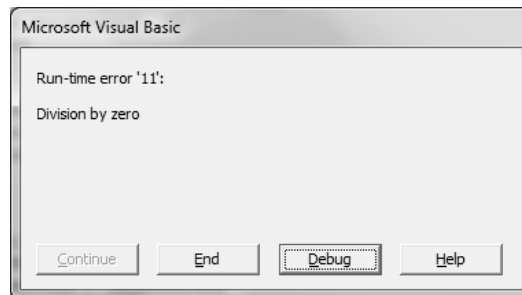 Microsoft Visual Basic
Run-time error '11':
Division by zero
Continue End Debug Help